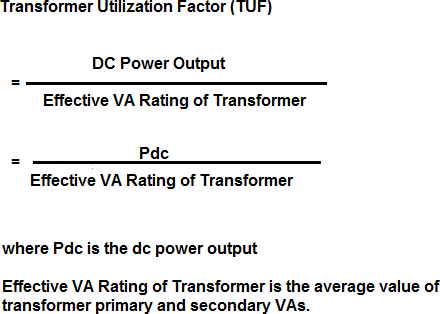 Transformer Utilization Factor (TUF)
DC Power Output
=
Effective VA Rating of Transformer
Pdc
=
Effective VA Rating of Transformer
where Pdc is the dc power output
Effective VA Rating of Transformer is the average value of
transformer primary and secondary VAs.